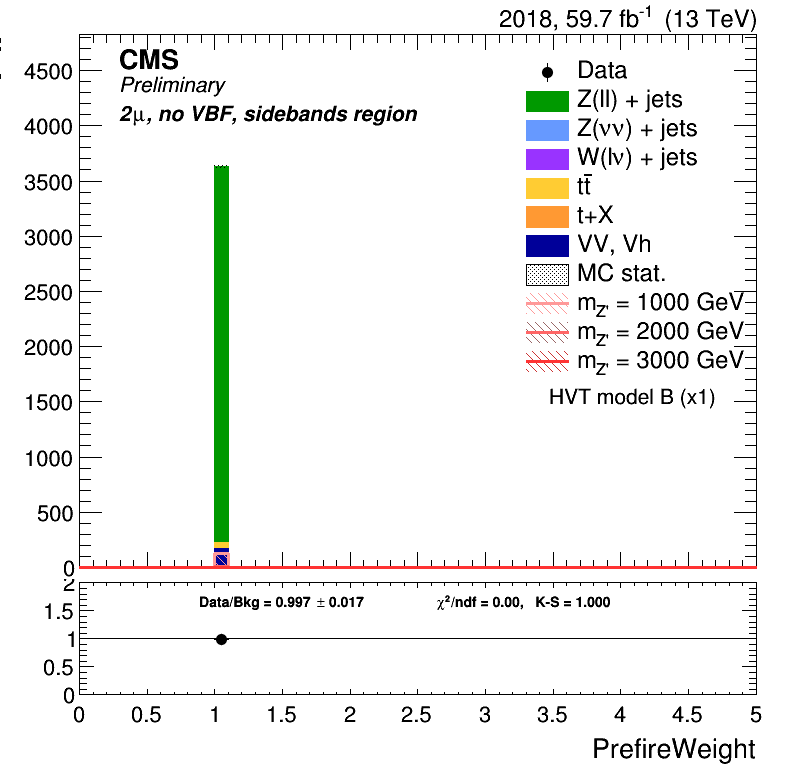 2018, 59.7 fb⁻¹ (13 TeV)
CMS
Preliminary
2μ, no VBF, sidebands region
Data
Z(ll) + jets
Z(νν) + jets
W(lν) + jets
tt̄
t+X
VV, Vh
MC stat.
m_Z' = 1000 GeV
m_Z' = 2000 GeV
m_Z' = 3000 GeV
HVT model B (x1)
4500
4000
3500
3000
2500
2000
1500
1000
500
0
Data/Bkg = 0.997 ± 0.017 χ²/ndf = 0.00, K-S = 1.000
2
1.5
1
0.5
0
0 0.5 1 1.5 2 2.5 3 3.5 4 4.5 5
PrefireWeight